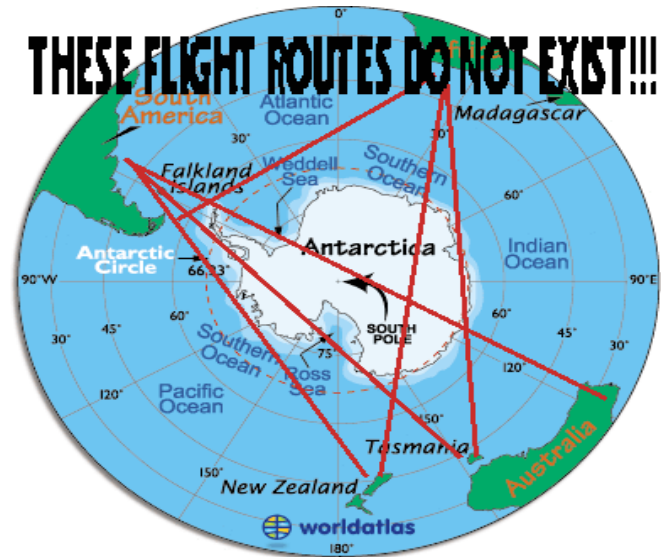 0°
THESE FLIGHT ROUTES DO NOT EXIST!!!
South
America
Atlantic
Ocean
Madagascar
30°
Weddell
Sea
Southern
Ocean
Falkland
Islands
60°
Antarctica
Indian
Ocean
Antarctic
Circle
66.33°
90°W
90°E
SOUTH
POLE
60°
45°
30°
60°
45°
30°
75°
Southern
Ocean
Ross
Sea
120°
120°
Pacific
Ocean
150°
150°
Tasmania
Australia
New Zealand
worldatlas
180°